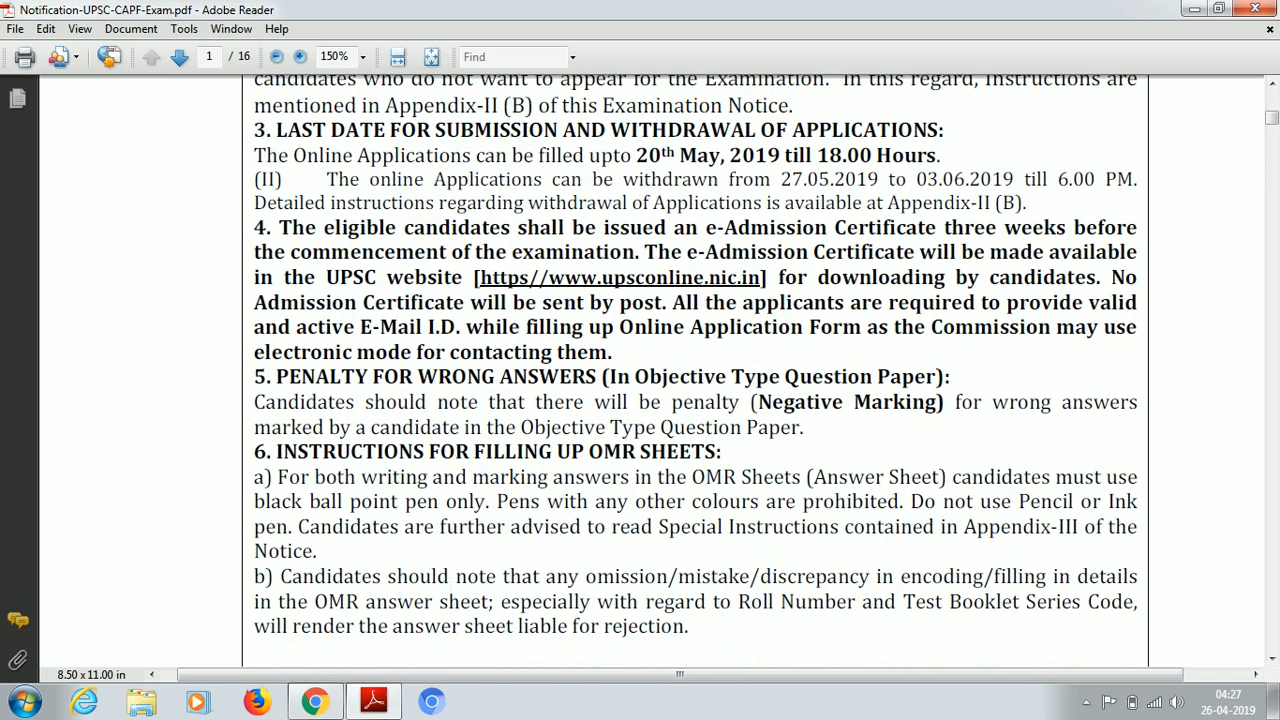 Notification-UPSC-CAPF-Exam.pdf - Adobe Reader
File Edit View Document Tools Window Help
1 / 16 150% Find
candidates who do not want to appear for the Examination. In this regard, Instructions are
mentioned in Appendix-II (B) of this Examination Notice.
3. LAST DATE FOR SUBMISSION AND WITHDRAWAL OF APPLICATIONS:
The Online Applications can be filled upto 20th May, 2019 till 18.00 Hours.
(II) The online Applications can be withdrawn from 27.05.2019 to 03.06.2019 till 6.00 PM.
Detailed instructions regarding withdrawal of Applications is available at Appendix-II (B).
4. The eligible candidates shall be issued an e-Admission Certificate three weeks before
the commencement of the examination. The e-Admission Certificate will be made available
in the UPSC website [https//www.upsconline.nic.in] for downloading by candidates. No
Admission Certificate will be sent by post. All the applicants are required to provide valid
and active E-Mail I.D. while filling up Online Application Form as the Commission may use
electronic mode for contacting them.
5. PENALTY FOR WRONG ANSWERS (In Objective Type Question Paper):
Candidates should note that there will be penalty (Negative Marking) for wrong answers
marked by a candidate in the Objective Type Question Paper.
6. INSTRUCTIONS FOR FILLING UP OMR SHEETS:
a) For both writing and marking answers in the OMR Sheets (Answer Sheet) candidates must use
black ball point pen only. Pens with any other colours are prohibited. Do not use Pencil or Ink
pen. Candidates are further advised to read Special Instructions contained in Appendix-III of the
Notice.
b) Candidates should note that any omission/mistake/discrepancy in encoding/filling in details
in the OMR answer sheet; especially with regard to Roll Number and Test Booklet Series Code,
will render the answer sheet liable for rejection.
8.50 x 11.00 in
04:27
26-04-2019